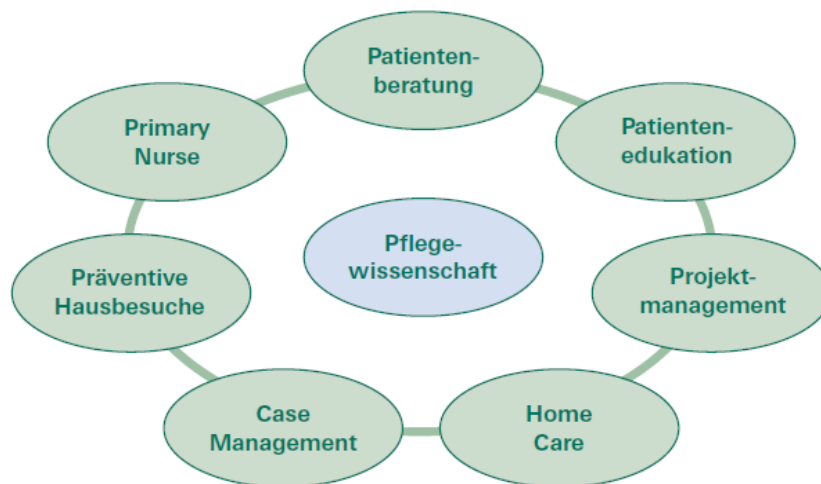 Patienten-
beratung
Primary
Nurse
Patienten-
edukation
Pflege-
wissenschaft
Präventive
Hausbesuche
Projekt-
management
Case
Management
Home
Care